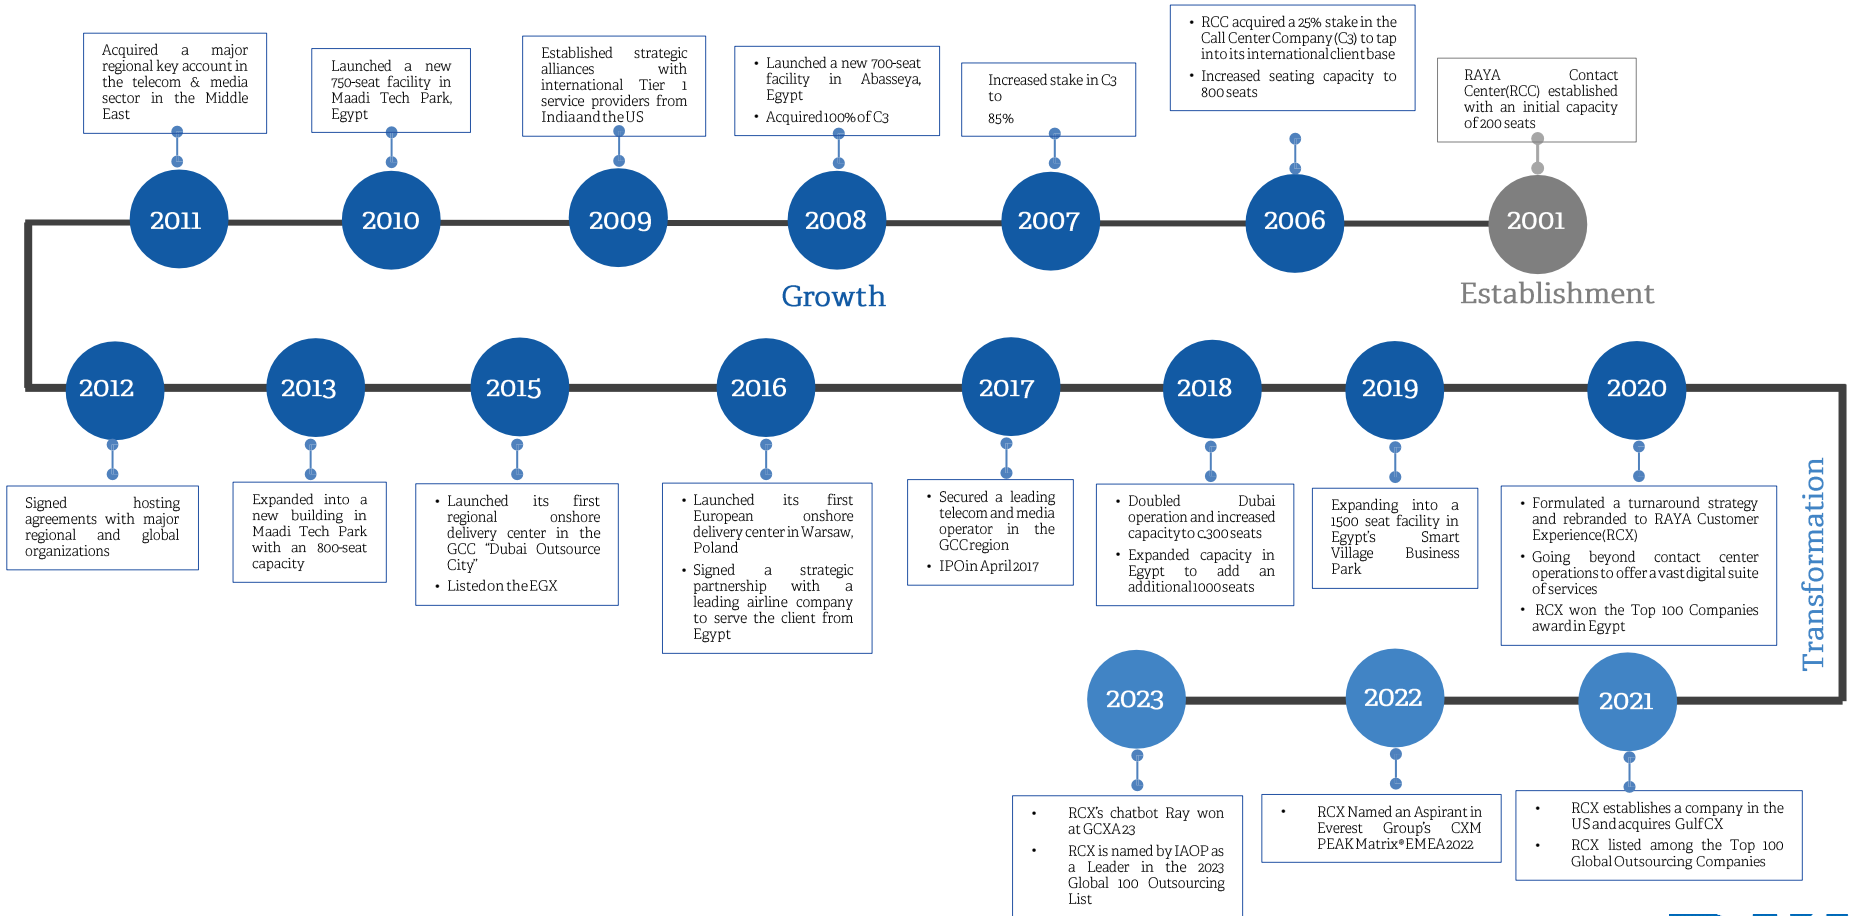 Acquired a major
regional key account in
the telecom & media
sector in the Middle
East
Launched a new
750-seat facility in
Maadi Tech Park,
Egypt
Established strategic
alliances with
international Tier 1
service providers from
India and the US
• Launched a new 700-seat
facility in Abasseya,
Egypt
• Acquired 100% of C3
Increased stake in C3
to
85%
• RCC acquired a 25% stake in the
Call Center Company (C3) to tap
into its international client base
• Increased seating capacity to
800 seats
RAYA Contact
Center(RCC) established
with an initial capacity
of 200 seats
2011
2010
2009
2008
2007
2006
2001
Growth
Establishment
2012
2013
2015
2016
2017
2018
2019
2020
Signed hosting
agreements with major
regional and global
organizations
Expanded into a
new building in
Maadi Tech Park
with an 800-seat
capacity
• Launched its first
regional onshore
delivery center in the
GCC “Dubai Outsource
City”
• Listed on the EGX
• Launched its first
European onshore
delivery center in Warsaw,
Poland
• Signed a strategic
partnership with a
leading airline company
to serve the client from
Egypt
• Secured a leading
telecom and media
operator in the
GCC region
• IPO in April 2017
• Doubled Dubai
operation and increased
capacity to c.300 seats
• Expanded capacity in
Egypt to add an
additional 1000 seats
Expanding into a
1500 seat facility in
Egypt’s Smart
Village Business
Park
• Formulated a turnaround strategy
and rebranded to RAYA Customer
Experience(RCX)
• Going beyond contact center
operations to offer a vast digital suite
of services
• RCX won the Top 100 Companies
award in Egypt
Transformation
2023
2022
2021
• RCX’s chatbot Ray won
at GCXA 23
• RCX is named by IAOP as
a Leader in the 2023
Global 100 Outsourcing
List
• RCX Named an Aspirant in
Everest Group’s CXM
PEAK Matrix® EMEA 2022
• RCX establishes a company in the
US and acquires Gulf CX
• RCX listed among the Top 100
Global Outsourcing Companies